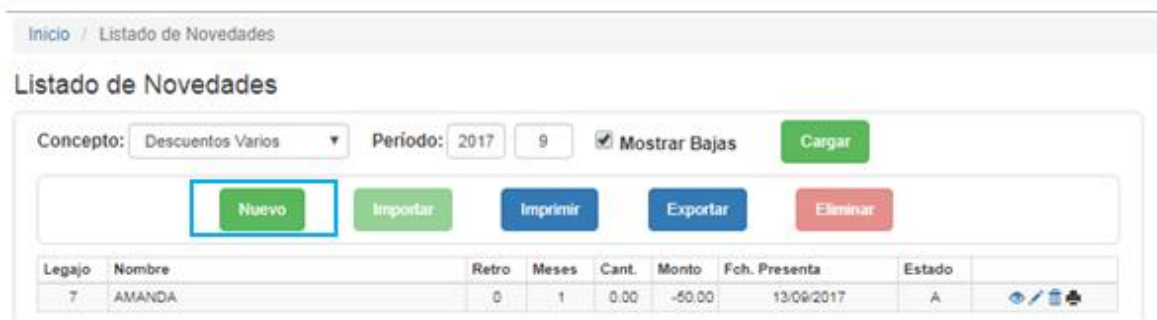 Inicio / Listado de Novedades
Listado de Novedades
Concepto: Descuentos Varios Período: 2017 9 Mostrar Bajas Cargar
Nuevo Importar Imprimir Exportar Eliminar
Legajo Nombre Retro Meses Cant. Monto Fch. Presenta Estado
7 AMANDA 0 1 0.00 -50.00 13/09/2017 A